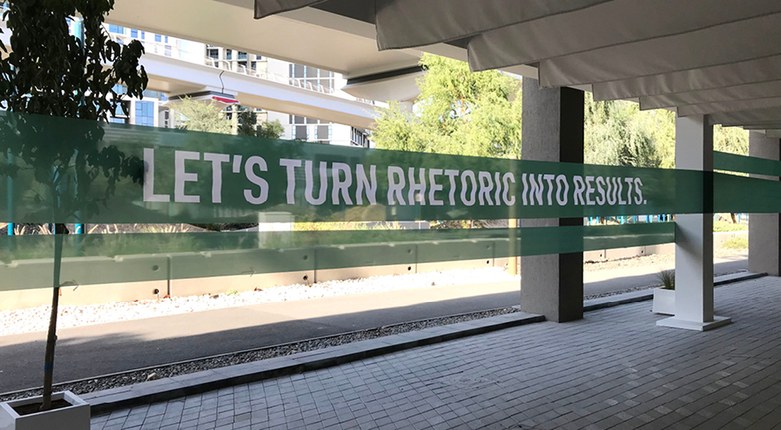 LET'S TURN RHETORIC INTO RESULTS.